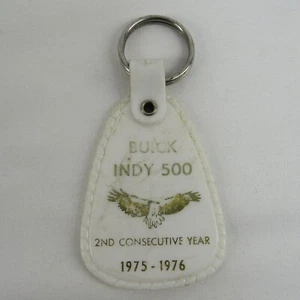 BUICK
INDY 500
2ND CONSECUTIVE YEAR
1975 - 1976